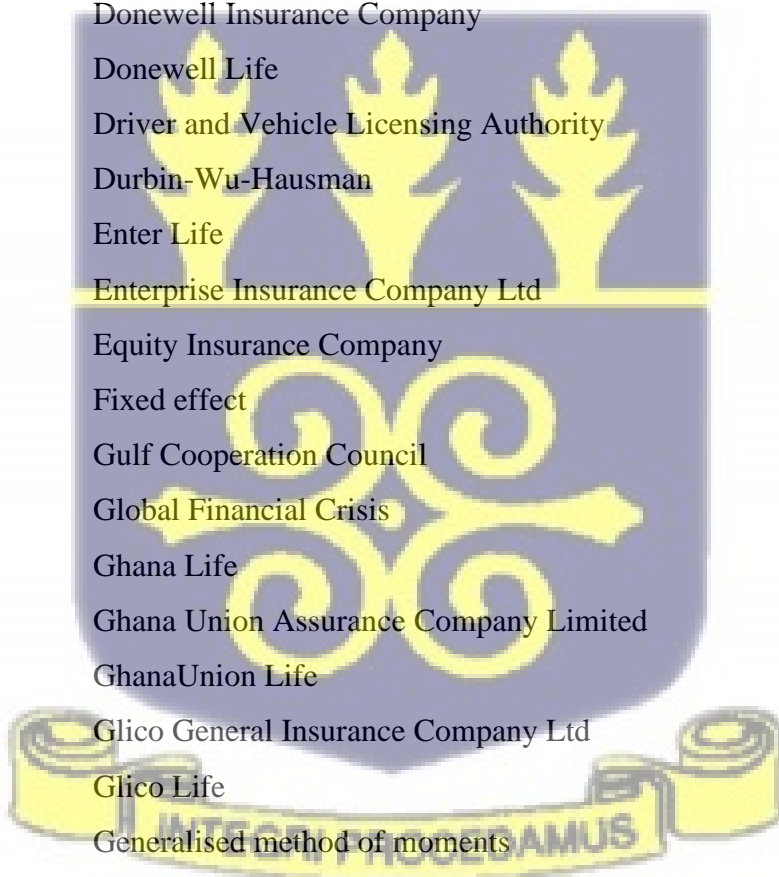 Donewell Insurance Company
Donewell Life
Driver and Vehicle Licensing Authority
Durbin-Wu-Hausman
Enter Life
Enterprise Insurance Company Ltd
Equity Insurance Company
Fixed effect
Gulf Cooperation Council
Global Financial Crisis
Ghana Life
Ghana Union Assurance Company Limited
GhanaUnion Life
Glico General Insurance Company Ltd
Glico Life
Generalised method of moments
INTEGRI PROCEDAMUS